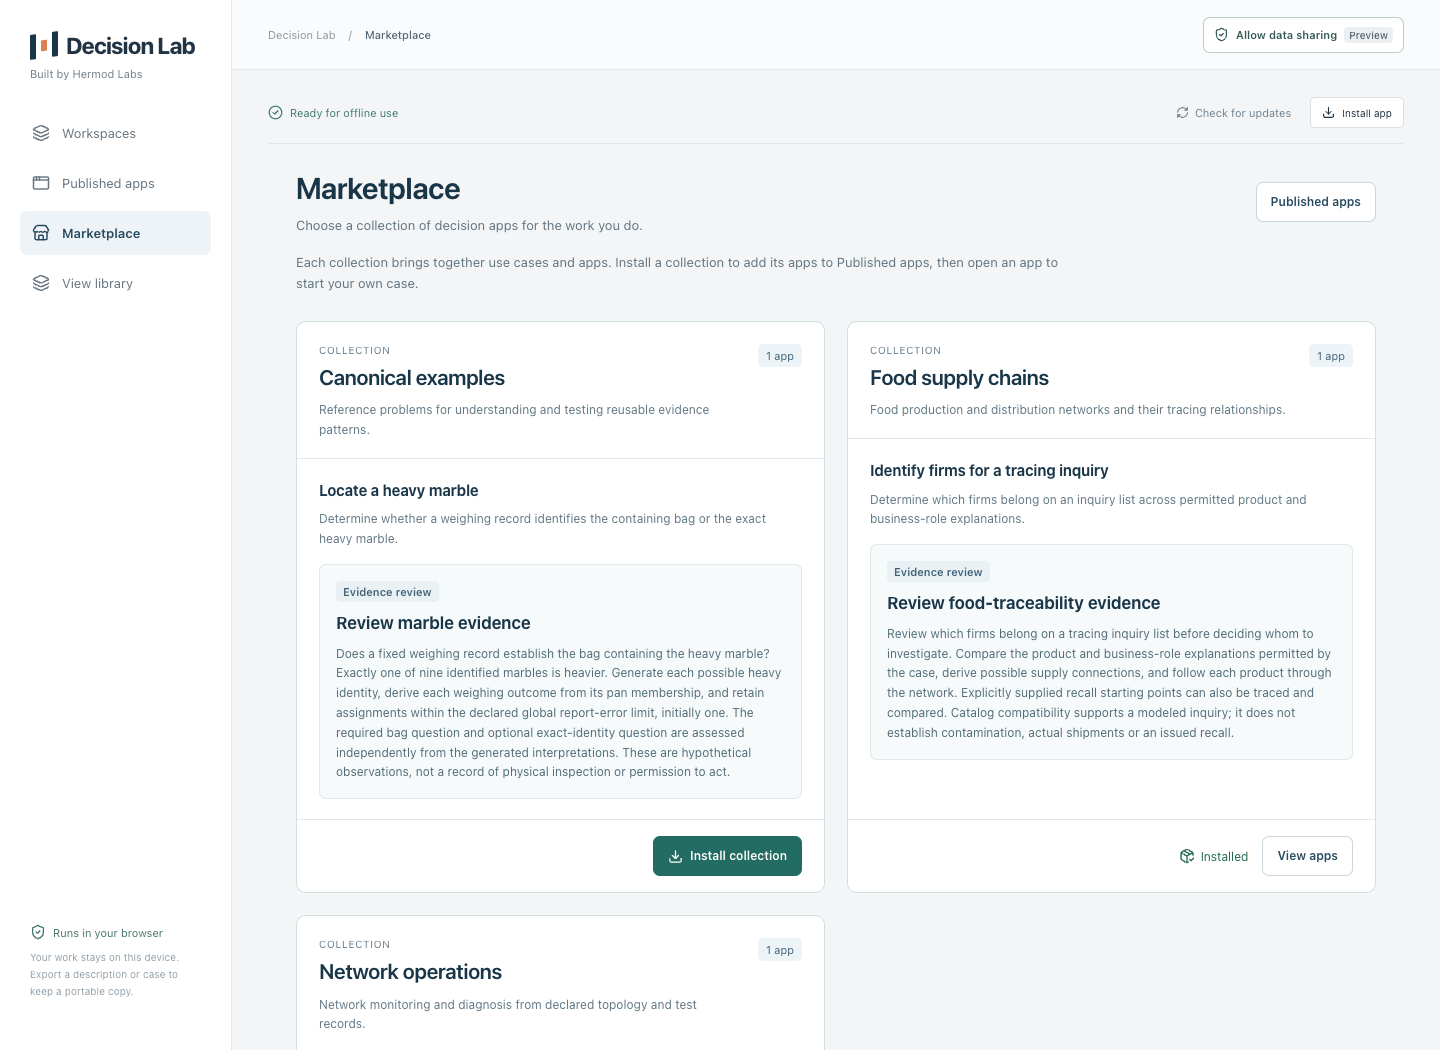 Decision Lab
Built by Hermod Labs
Workspaces
Published apps
Marketplace
View library
Runs in your browser
Your work stays on this device.
Export a description or case to
keep a portable copy.
Decision Lab / Marketplace
Allow data sharing Preview
Ready for offline use
Check for updates
Install app
Marketplace
Choose a collection of decision apps for the work you do.
Published apps
Each collection brings together use cases and apps. Install a collection to add its apps to Published apps, then open an app to
start your own case.
COLLECTION
1 app
Canonical examples
Reference problems for understanding and testing reusable evidence
patterns.
Locate a heavy marble
Determine whether a weighing record identifies the containing bag or the exact
heavy marble.
Evidence review
Review marble evidence
Does a fixed weighing record establish the bag containing the heavy marble?
Exactly one of nine identified marbles is heavier. Generate each possible heavy
identity, derive each weighing outcome from its pan membership, and retain
assignments within the declared global report-error limit, initially one. The
required bag question and optional exact-identity question are assessed
independently from the generated interpretations. These are hypothetical
observations, not a record of physical inspection or permission to act.
Install collection
COLLECTION
1 app
Food supply chains
Food production and distribution networks and their tracing relationships.
Identify firms for a tracing inquiry
Determine which firms belong on an inquiry list across permitted product and
business-role explanations.
Evidence review
Review food-traceability evidence
Review which firms belong on a tracing inquiry list before deciding whom to
investigate. Compare the product and business-role explanations permitted by
the case, derive possible supply connections, and follow each product through
the network. Explicitly supplied recall starting points can also be traced and
compared. Catalog compatibility supports a modeled inquiry; it does not
establish contamination, actual shipments or an issued recall.
Installed
View apps
COLLECTION
1 app
Network operations
Network monitoring and diagnosis from declared topology and test
records.